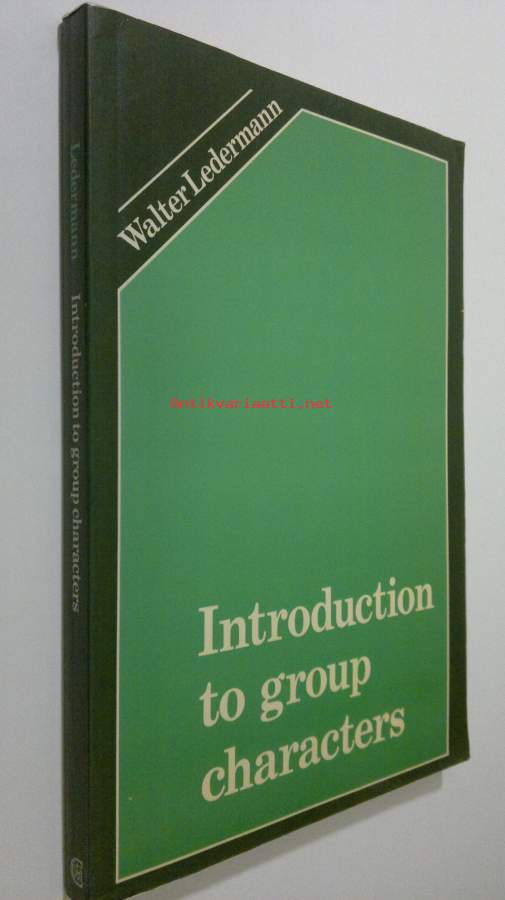 Walter Ledermann
Introduction
to group
characters
Ledermann Introduction to group characters
Antikvariaatti.net